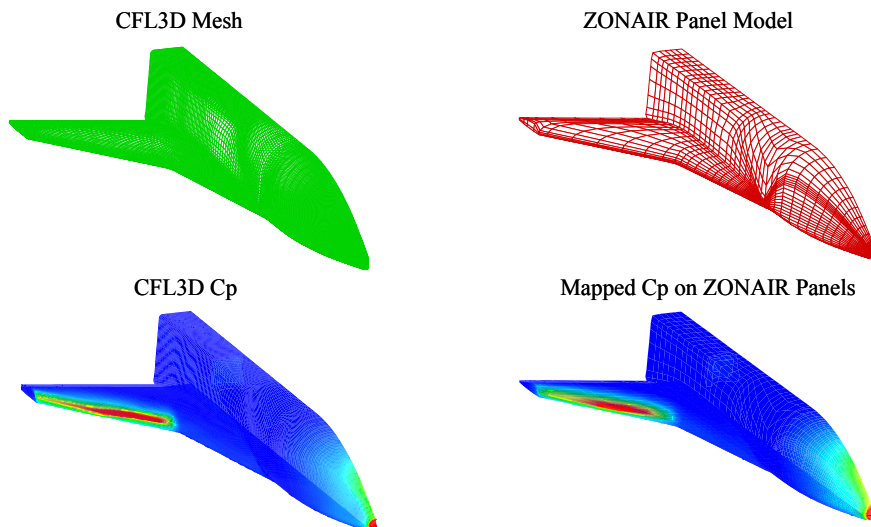 CFL3D Mesh
ZONAIR Panel Model
CFL3D Cp
Mapped Cp on ZONAIR Panels